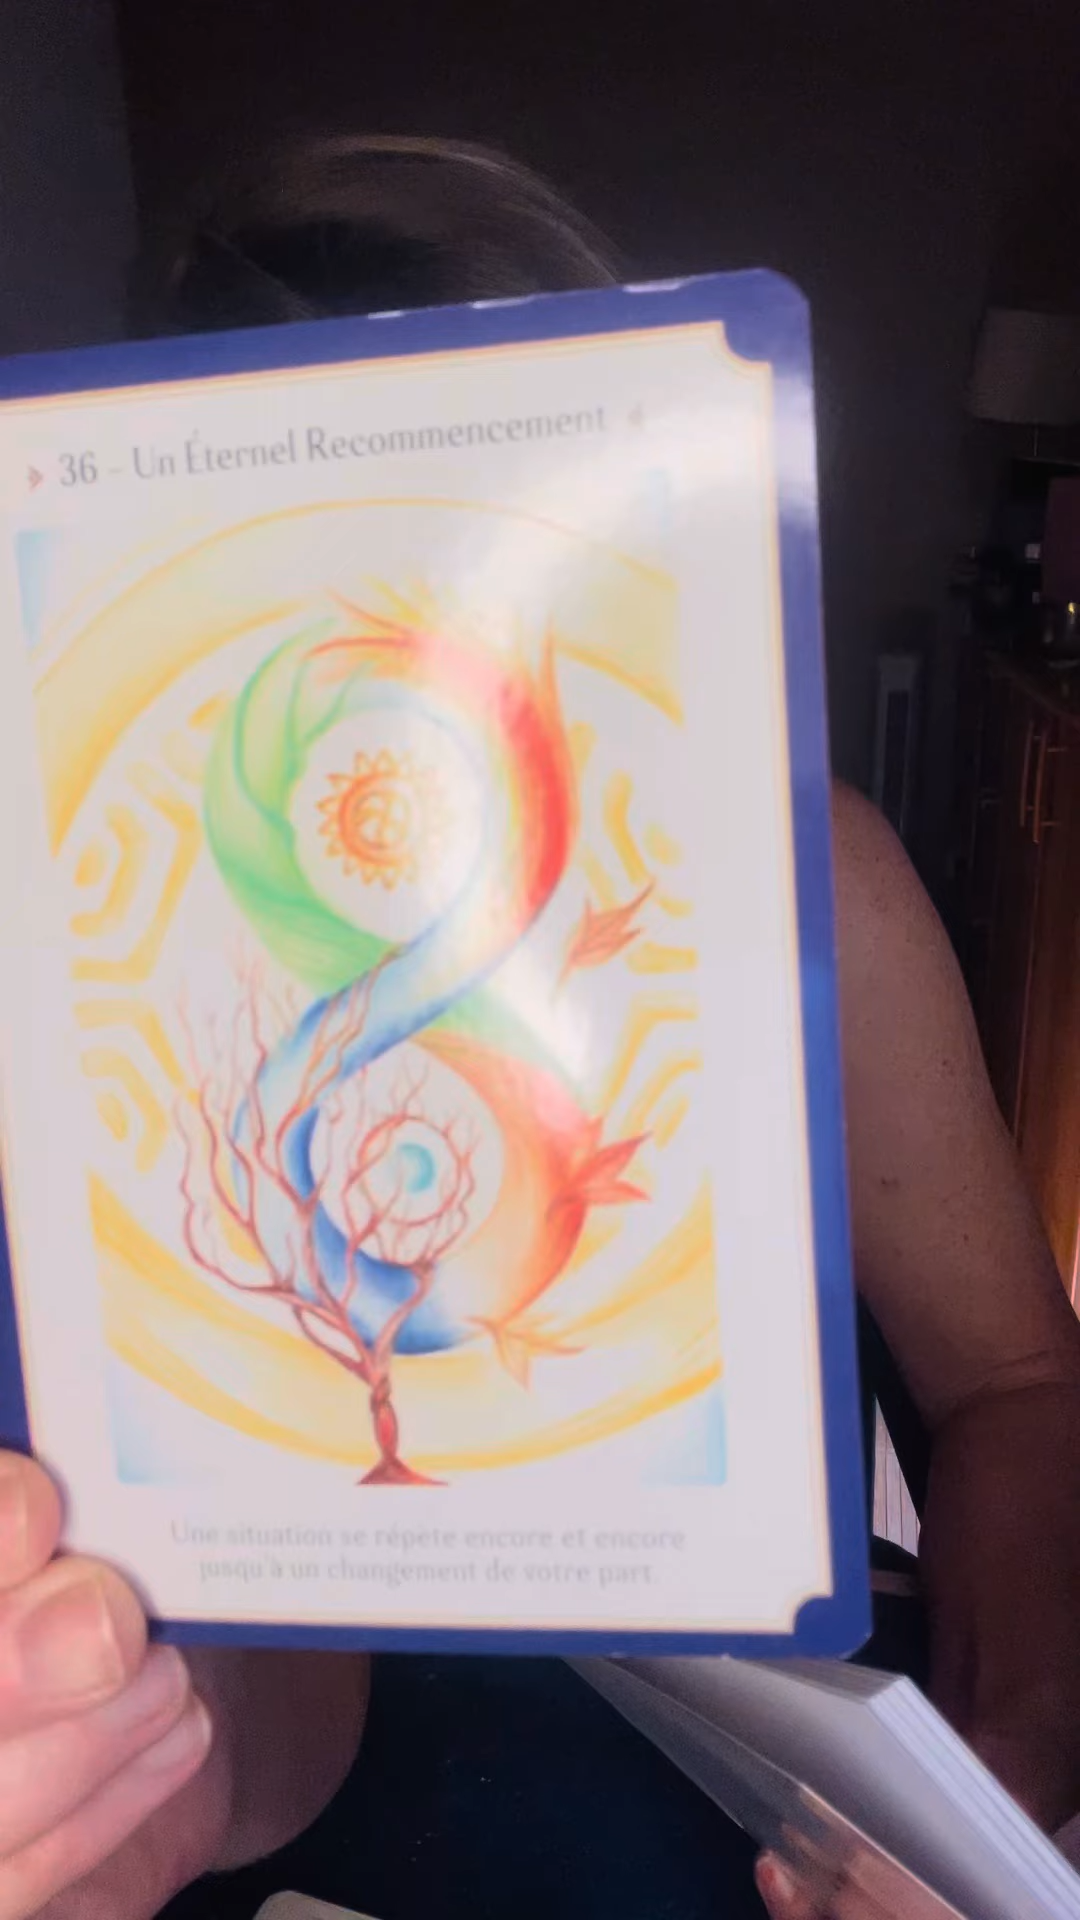 36 – Un Éternel Recommencement
Une situation se répète encore et encore
jusqu'à un changement de votre part